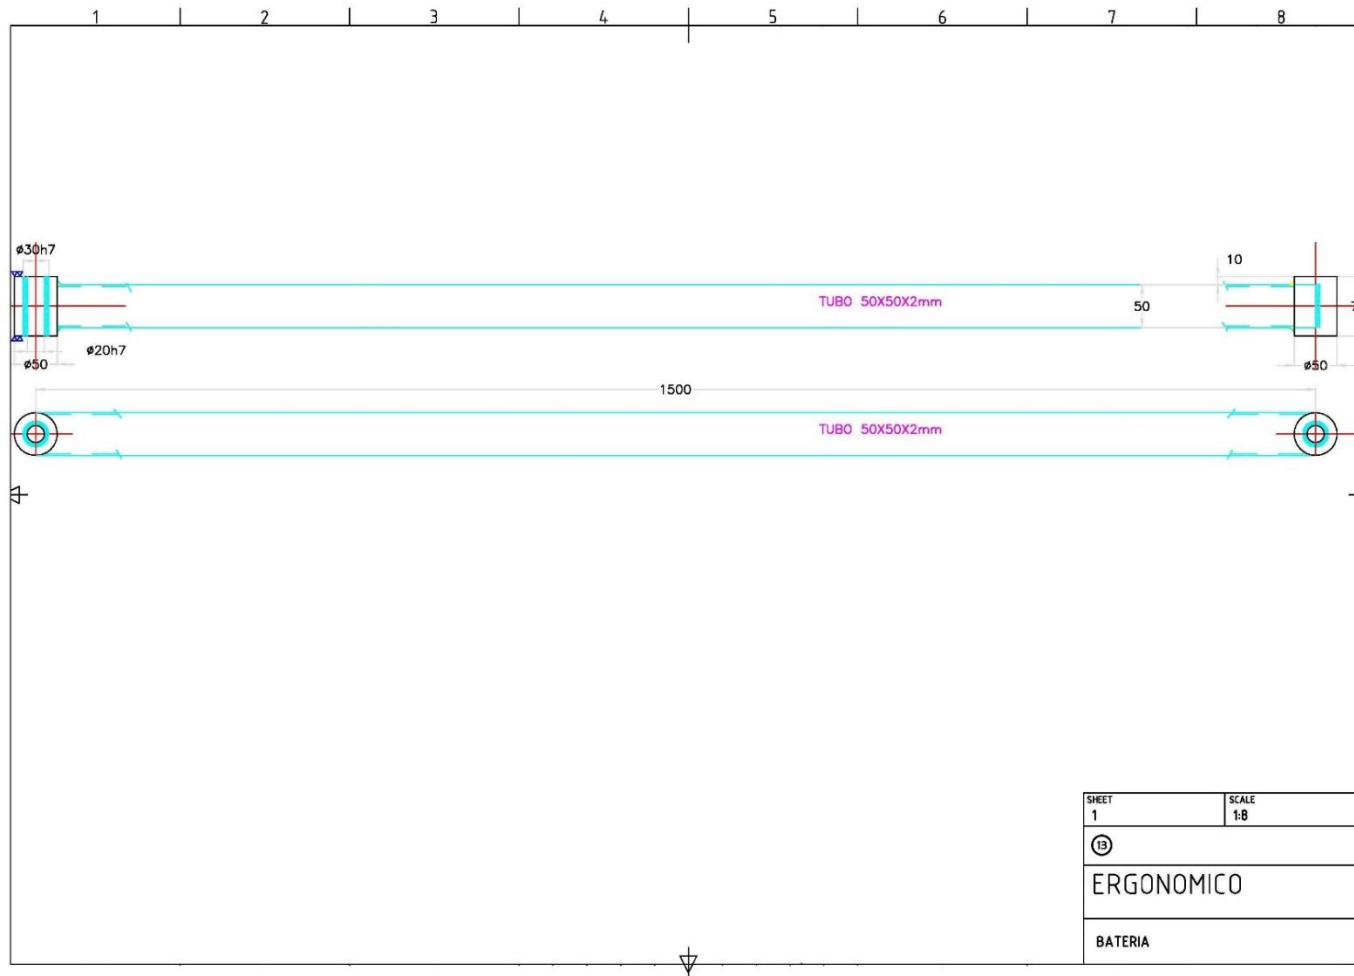 1 2 3 4 5 6 7 8
ø30h7
10
TUBO 50X50X2mm
50
ø20h7
ø50
ø50
1500
TUBO 50X50X2mm
SHEET SCALE
1 1:8
13
ERGONOMICO
BATERIA